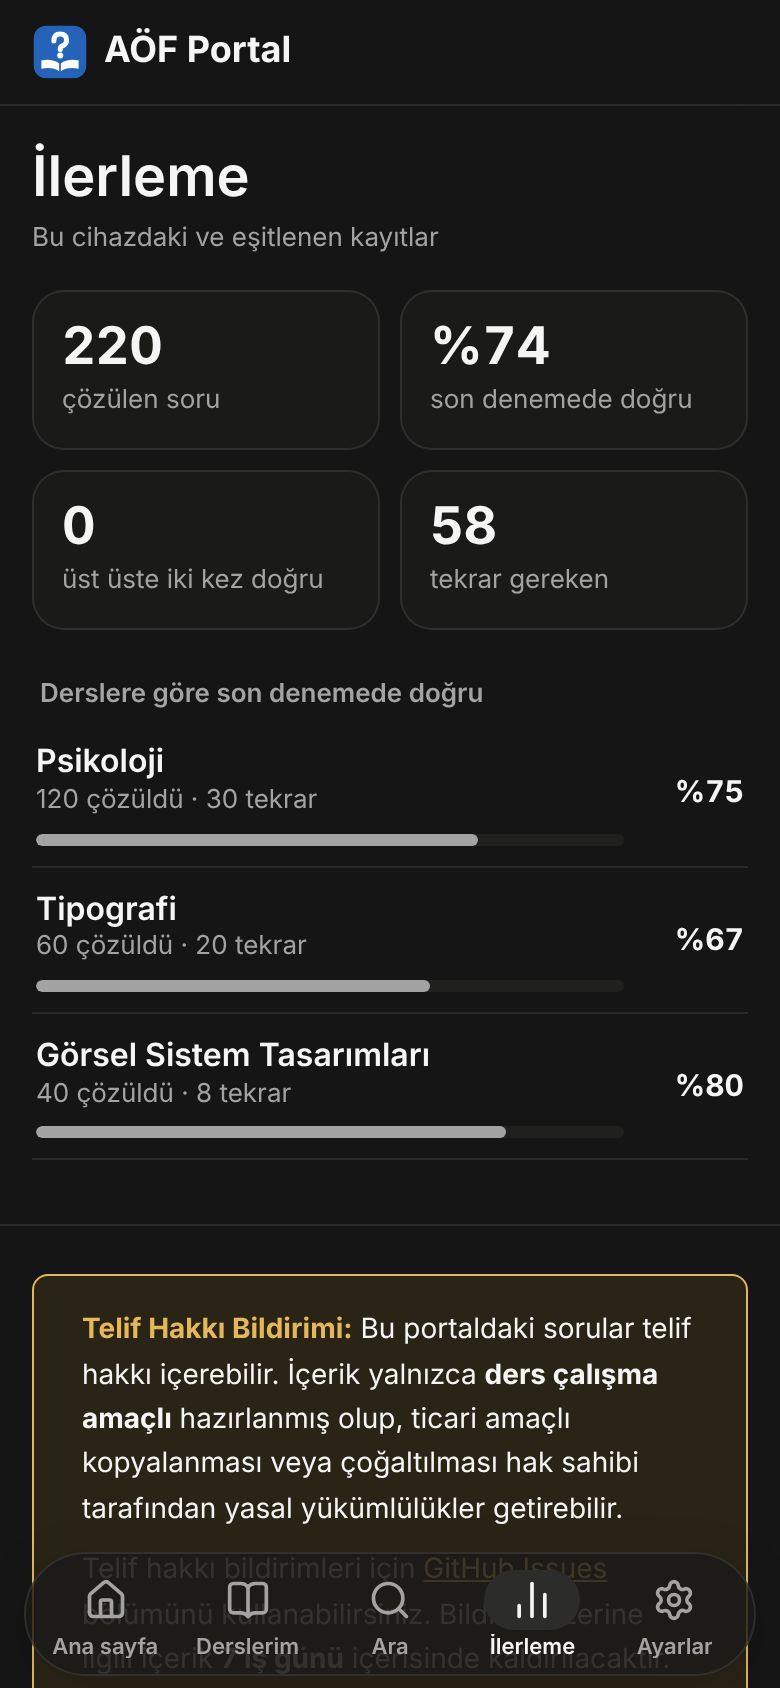 AÖF Portal
İlerleme
Bu cihazdaki ve eşitlenen kayıtlar
220
çözülen soru
%74
son denemede doğru
0
üst üste iki kez doğru
58
tekrar gereken
Derslere göre son denemede doğru
Psikoloji
120 çözüldü · 30 tekrar
%75
Tipografi
60 çözüldü · 20 tekrar
%67
Görsel Sistem Tasarımları
40 çözüldü · 8 tekrar
%80
Telif Hakkı Bildirimi: Bu portaldaki sorular telif
hakkı içerebilir. İçerik yalnızca ders çalışma
amaçlı hazırlanmış olup, ticari amaçlı
kopyalanması veya çoğaltılması hak sahibi
tarafından yasal yükümlülükler getirebilir.
Telif hakkı bildirimleri için GitHub Issues
bölümünü kullanabilirsiniz.
ilgili içerik 7 iş günü içerisinde kaldırılacaktır.
Ana sayfa
Derslerim
Ara
İlerleme
Ayarlar